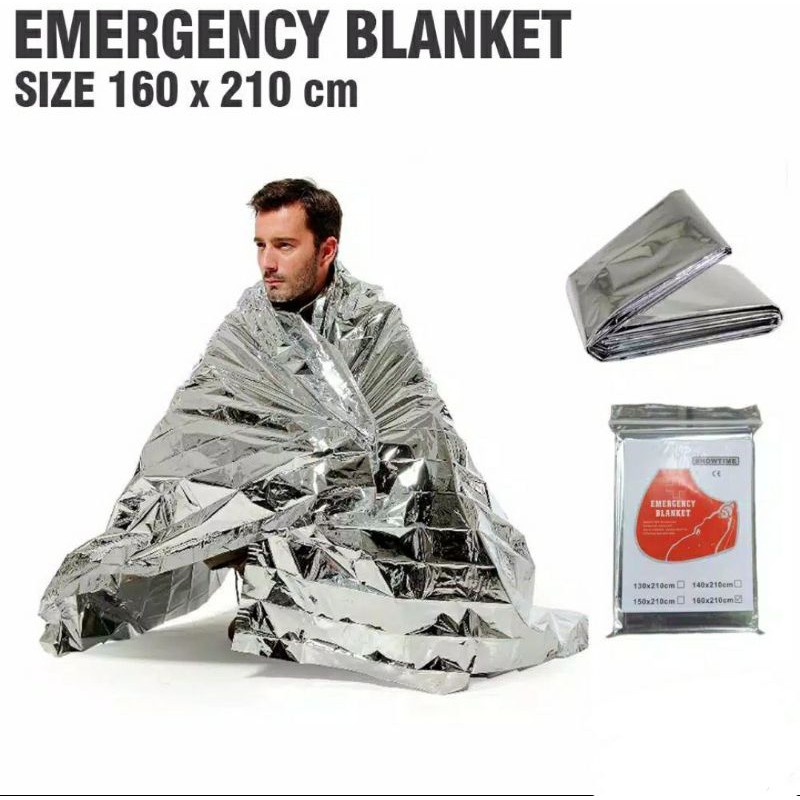 EMERGENCY BLANKET
SIZE 160 x 210 cm
SHOWTIME
CE
EMERGENCY
BLANKET
130x210cm 140x210cm
150x210cm 160x210cm